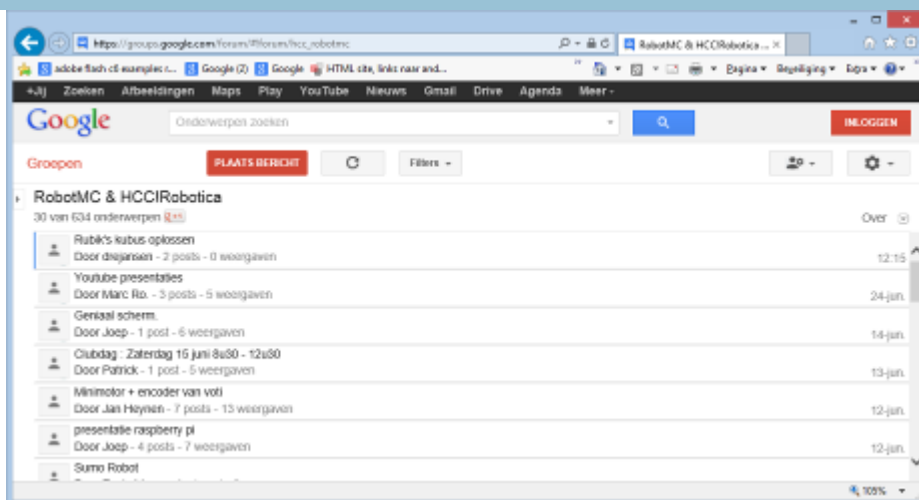 https://groups.google.com/forum/#!forum/hcc_robotmc
RobotMC & HCC!Robotica ...
adobe flash cs6 examples c...
Google (2)
Google
HTML site, links naar and...
Pagina
Beveiliging
Extra
+Jij Zoeken Afbeeldingen Maps Play YouTube Nieuws Gmail Drive Agenda Meer
Google
Onderwerpen zoeken
INLOGGEN
Groepen
PLAATS BERICHT
Filters
RobotMC & HCC!Robotica
30 van 634 onderwerpen
Over
Rubik's kubus oplossen
Door drejansen - 2 posts - 0 weergaven
12:15
Youtube presentaties
Door Marc Ro. - 3 posts - 5 weergaven
24-jun.
Geniaal scherm.
Door Joep - 1 post - 6 weergaven
14-jun.
Clubdag : Zaterdag 15 juni 8u30 - 12u30
Door Patrick - 1 post - 5 weergaven
13-jun.
Minimotor + encoder van voti
Door Jan Heynen - 7 posts - 13 weergaven
12-jun.
presentatie raspberry pi
Door Joep - 4 posts - 7 weergaven
12-jun.
Sumo Robot
105%